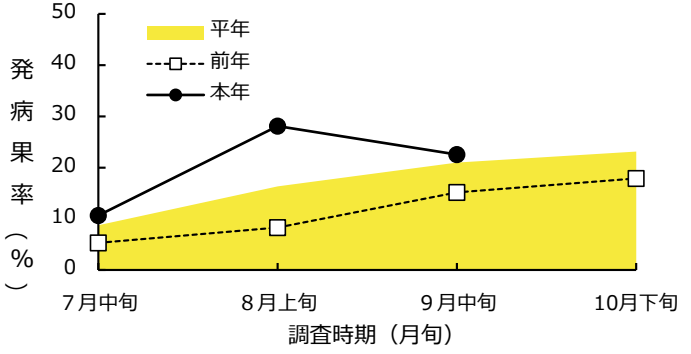 50
40
30
20
10
0
発病果率（%）
平年
前年
本年
７月中旬
８月上旬
９月中旬
10月下旬
調査時期（月旬）